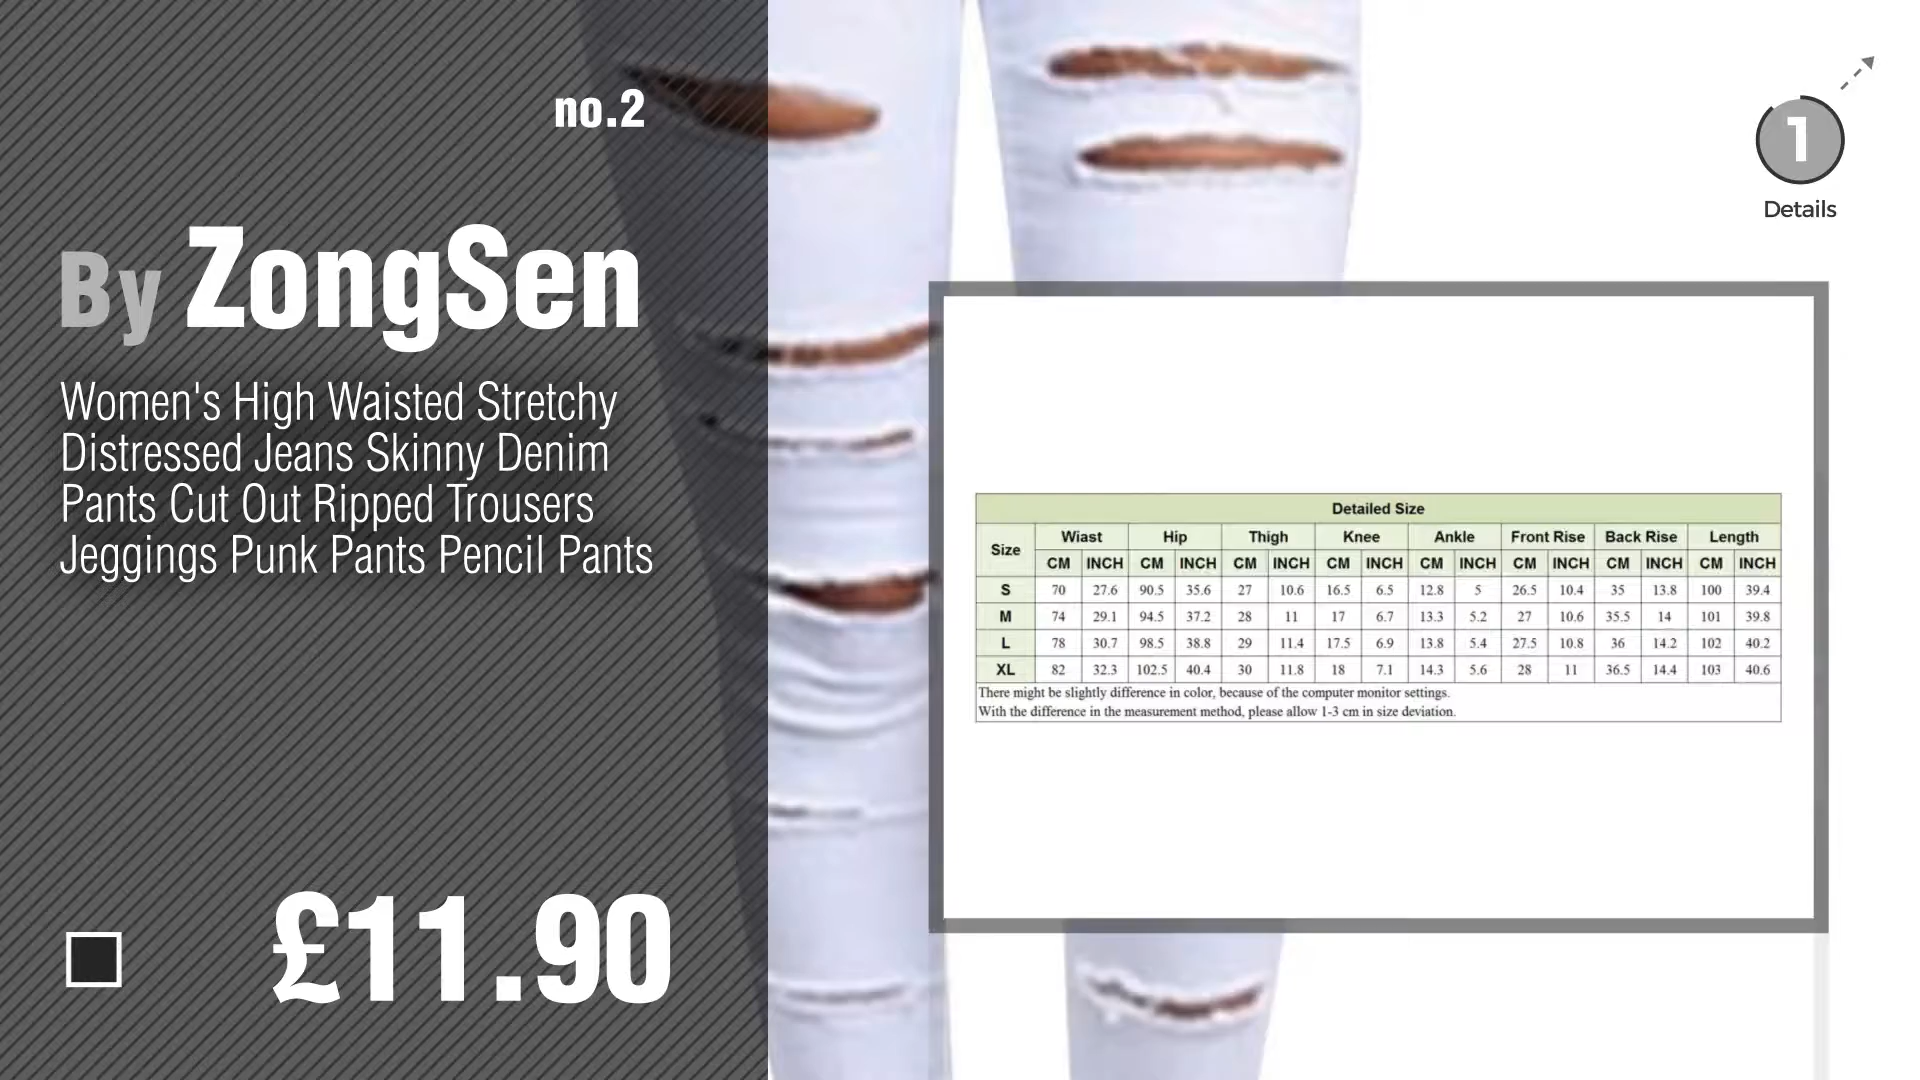 no.2
By ZongSen
Women's High Waisted Stretchy
Distressed Jeans Skinny Denim
Pants Cut Out Ripped Trousers
Jeggings Punk Pants Pencil Pants
£11.90
1
Details
Detailed Size
Size Wiast Hip Thigh Knee Ankle Front Rise Back Rise Length
CM INCH CM INCH CM INCH CM INCH CM INCH CM INCH CM INCH CM INCH
S 70 27.6 90.5 35.6 27 10.6 16.5 6.5 12.8 5 26.5 10.4 35 13.8 100 39.4
M 74 29.1 94.5 37.2 28 11 17 6.7 13.3 5.2 27 10.6 35.5 14 101 39.8
L 78 30.7 98.5 38.8 29 11.4 17.5 6.9 13.8 5.4 27.5 10.8 36 14.2 102 40.2
XL 82 32.3 102.5 40.4 30 11.8 18 7.1 14.3 5.6 28 11 36.5 14.4 103 40.6
There might be slightly difference in color, because of the computer monitor settings.
With the difference in the measurement method, please allow 1-3 cm in size deviation.